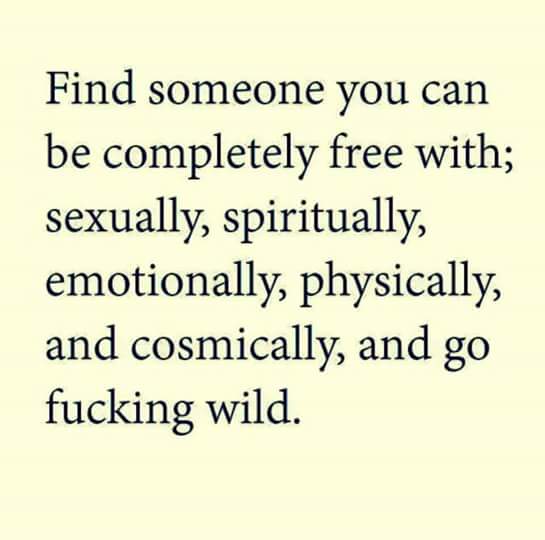 Find someone you can
be completely free with;
sexually, spiritually,
emotionally, physically,
and cosmically, and go
fucking wild.